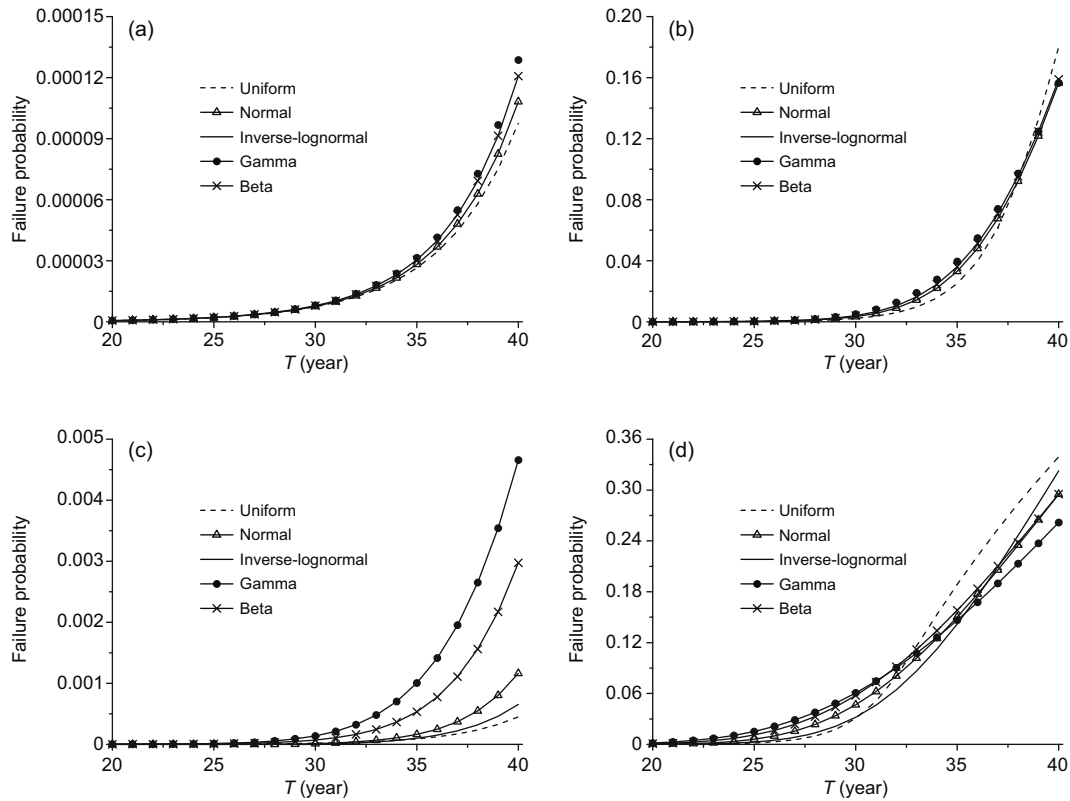 (a)
0.00015
0.00012
0.00009
0.00006
0.00003
0
Failure probability
Uniform
Normal
Inverse-lognormal
Gamma
Beta
20 25 30 35 40
T (year)
(b)
0.20
0.16
0.12
0.08
0.04
0
Failure probability
Uniform
Normal
Inverse-lognormal
Gamma
Beta
20 25 30 35 40
T (year)
(c)
0.005
0.004
0.003
0.002
0.001
0
Failure probability
Uniform
Normal
Inverse-lognormal
Gamma
Beta
20 25 30 35 40
T (year)
(d)
0.36
0.30
0.24
0.18
0.12
0.06
0
Failure probability
Uniform
Normal
Inverse-lognormal
Gamma
Beta
20 25 30 35 40
T (year)